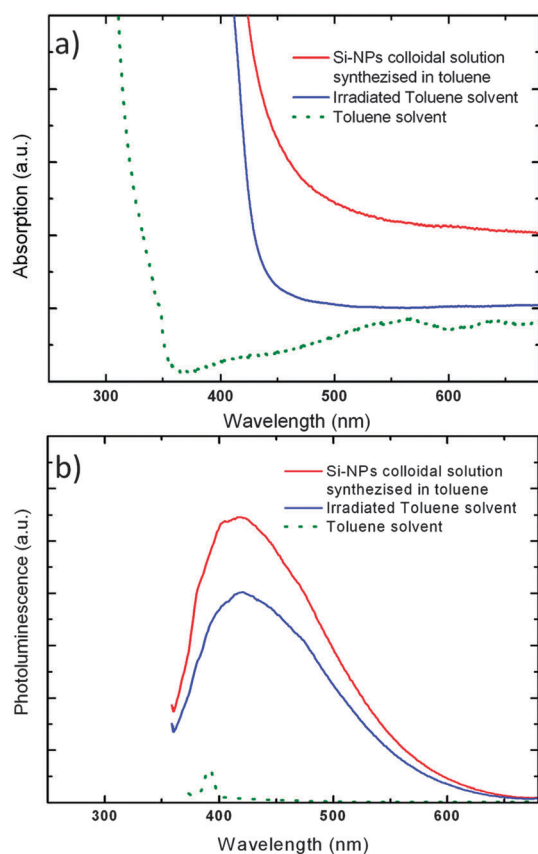 a)
Si-NPs colloidal solution
synthezised in toluene
Irradiated Toluene solvent
Toluene solvent
Absorption (a.u.)
300 400 500 600
Wavelength (nm)
b)
Si-NPs colloidal solution
synthezised in toluene
Irradiated Toluene solvent
Toluene solvent
Photoluminescence (a.u.)
300 400 500 600
Wavelength (nm)